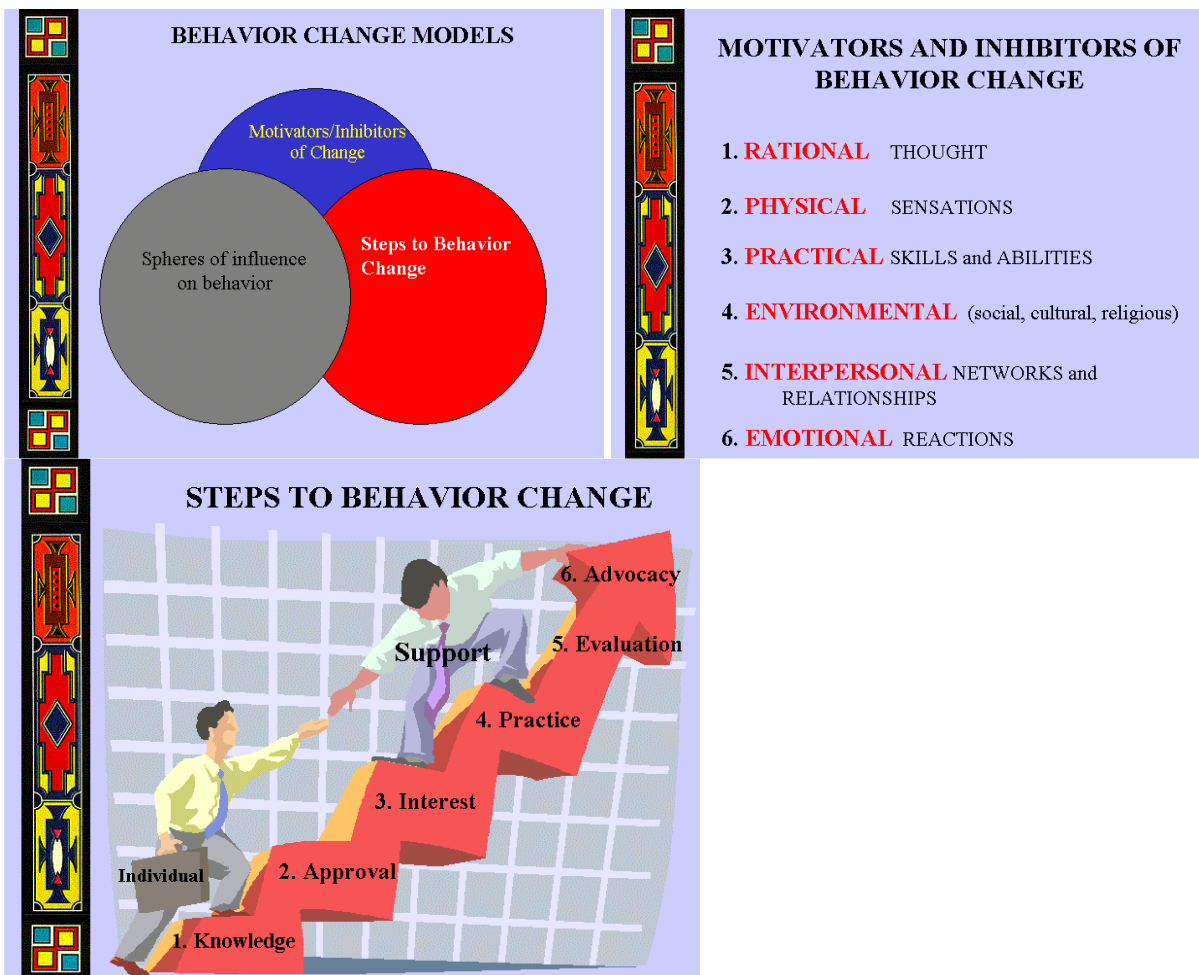 BEHAVIOR CHANGE MODELS
Motivators/Inhibitors
of Change
Spheres of influence
on behavior
Steps to Behavior
Change
MOTIVATORS AND INHIBITORS OF
BEHAVIOR CHANGE
1. RATIONAL THOUGHT
2. PHYSICAL SENSATIONS
3. PRACTICAL SKILLS and ABILITIES
4. ENVIRONMENTAL (social, cultural, religious)
5. INTERPERSONAL NETWORKS and
RELATIONSHIPS
6. EMOTIONAL REACTIONS
STEPS TO BEHAVIOR CHANGE
6. Advocacy
5. Evaluation
Support
4. Practice
3. Interest
Individual
2. Approval
1. Knowledge